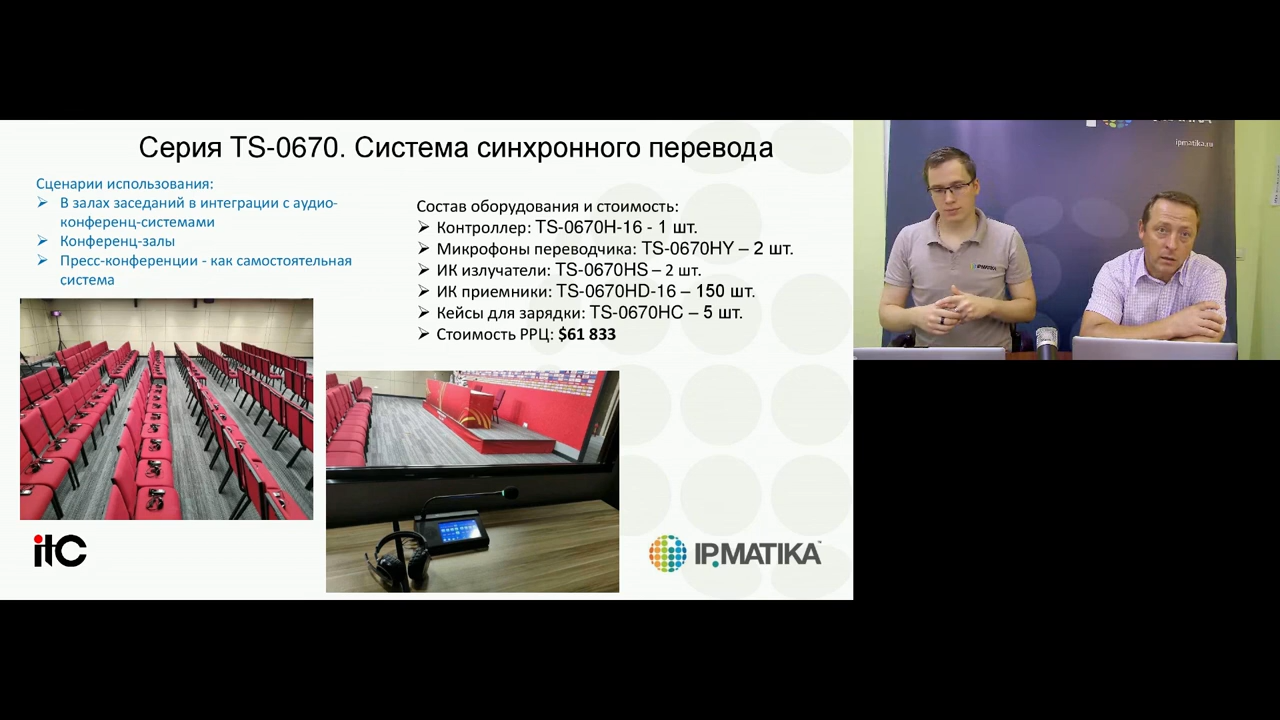 Серия TS-0670. Система синхронного перевода
Сценарии использования:
➢ В залах заседаний в интеграции с аудио-
конференц-системами
➢ Конференц-залы
➢ Пресс-конференции - как самостоятельная
система
Состав оборудования и стоимость:
➢ Контроллер: TS-0670H-16 - 1 шт.
➢ Микрофоны переводчика: TS-0670HY – 2 шт.
➢ ИК излучатели: TS-0670HS – 2 шт.
➢ ИК приемники: TS-0670HD-16 – 150 шт.
➢ Кейсы для зарядки: TS-0670HC – 5 шт.
➢ Стоимость РРЦ: $61 833
itC
IP.MATIKA™
ipmatika.ru
IPMATIKA